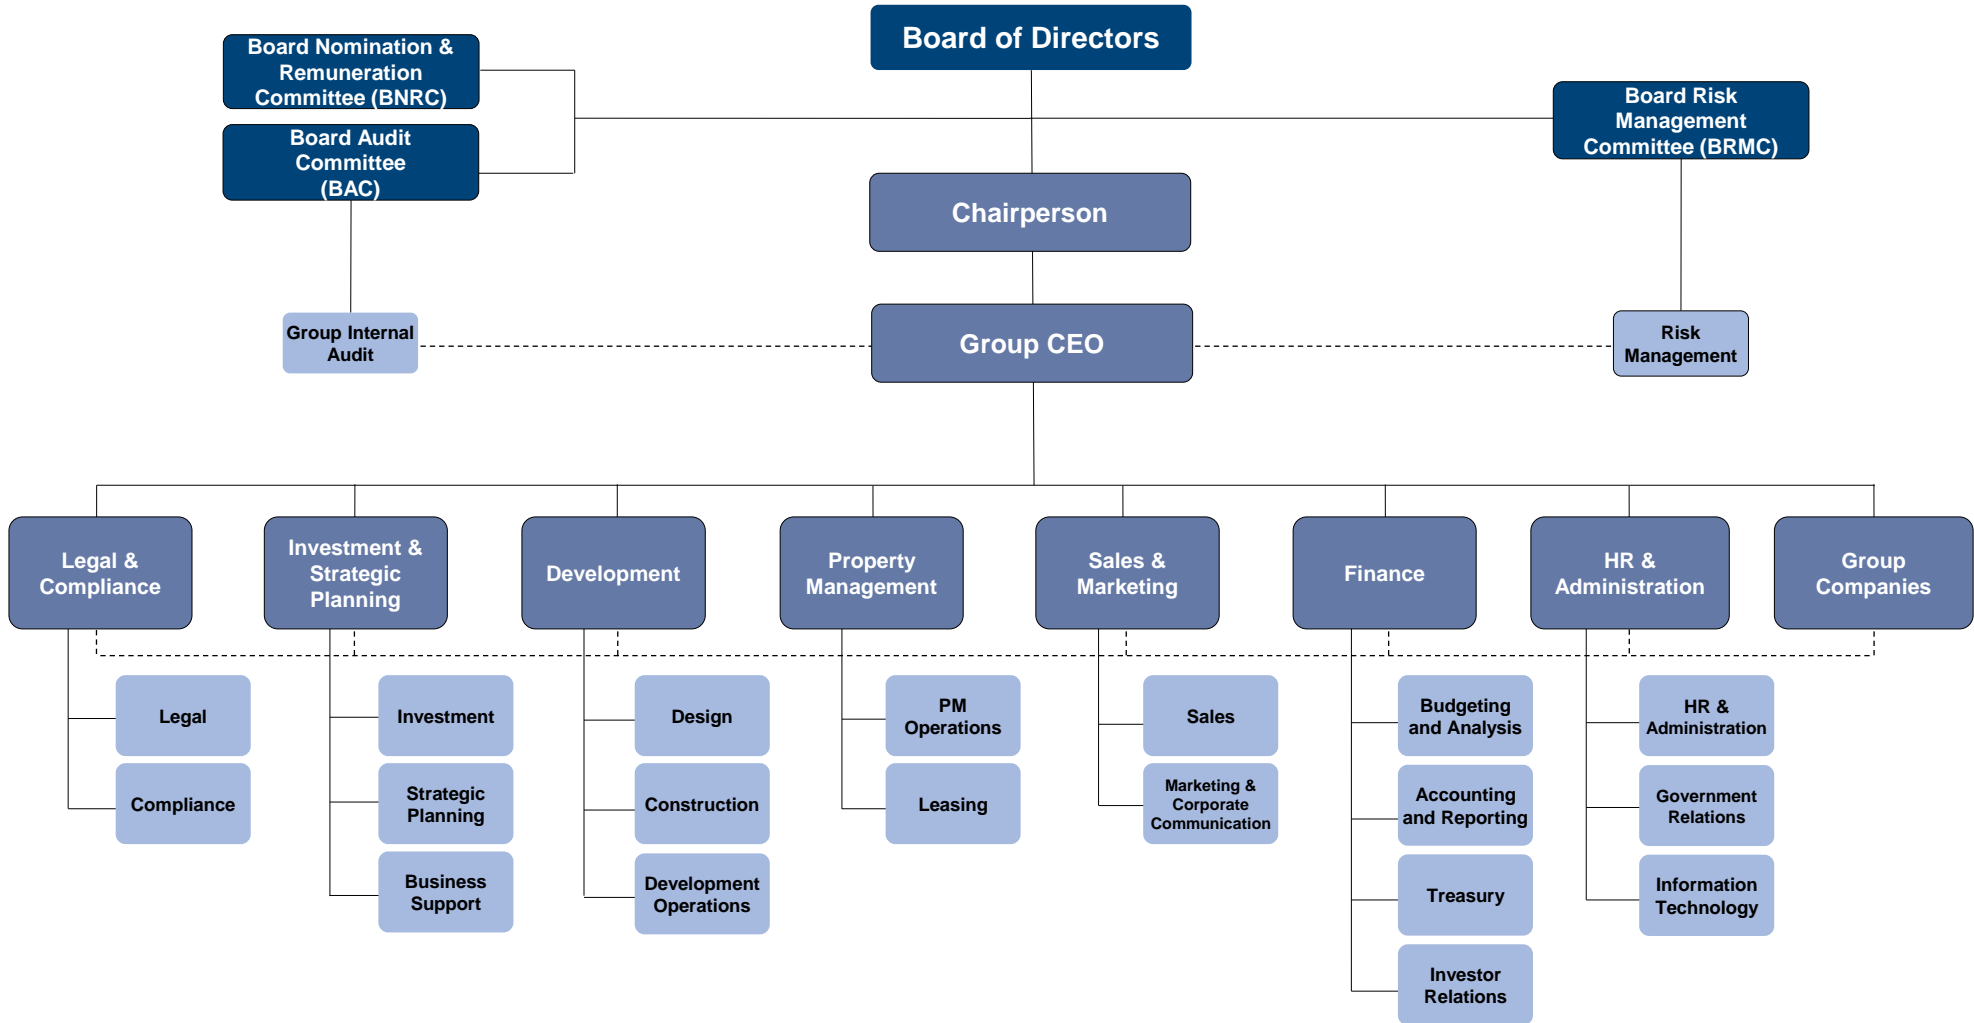 Board of Directors
Board Nomination &
Remuneration
Committee (BNRC)
Board Audit
Committee
(BAC)
Board Risk
Management
Committee (BRMC)
Chairperson
Group Internal
Audit
Group CEO
Risk
Management
Legal &
Compliance
Investment &
Strategic
Planning
Development
Property
Management
Sales &
Marketing
Finance
HR &
Administration
Group
Companies
Legal
Compliance
Investment
Strategic
Planning
Business
Support
Design
Construction
Development
Operations
PM
Operations
Leasing
Sales
Marketing &
Corporate
Communication
Budgeting
and Analysis
Accounting
and Reporting
Treasury
Investor
Relations
HR &
Administration
Government
Relations
Information
Technology